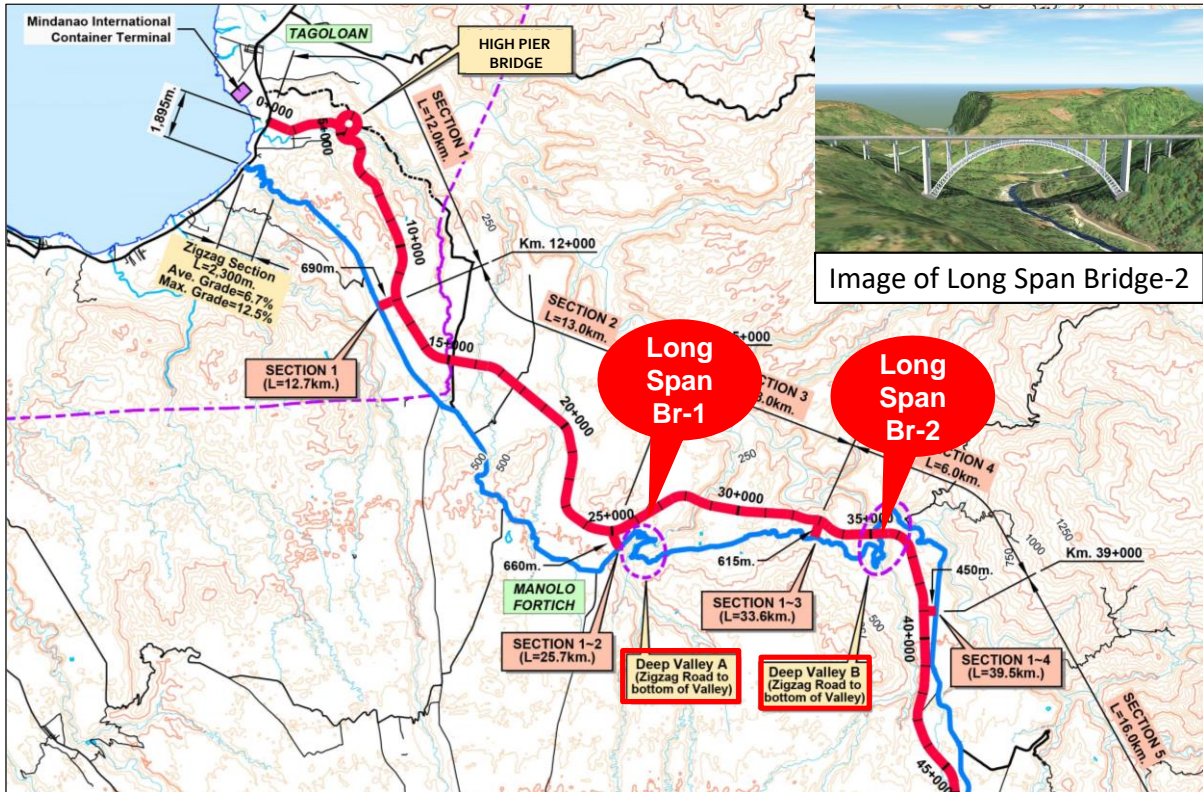 Mindanao International
Container Terminal
TAGOLOAN
HIGH PIER
BRIDGE
1,895m.
0+000
5+000
SECTION 1
L=12.0km.
250
10+000
Km. 12+000
Zigzag Section
L=2,300m.
Ave. Grade=6.7%
Max. Grade=12.5%
690m.
SECTION 1
(L=12.7km.)
15+000
SECTION 2
L=13.0km.
20+000
500
500
Long
Span
Br-1
Long
Span
Br-2
SECTION 4
L=6.0km.
250
25+000
30+000
35+000
660m.
615m.
450m.
MANOLO
FORTICH
SECTION 1~2
(L=25.7km.)
SECTION 1~3
(L=33.6km.)
500
Deep Valley A
(Zigzag Road to
bottom of Valley)
Deep Valley B
(Zigzag Road to
bottom of Valley)
1250
1000
750
Km. 39+000
40+000
SECTION 1~4
(L=39.5km.)
SECTION 5
L=16.0km.
45+000
Image of Long Span Bridge-2